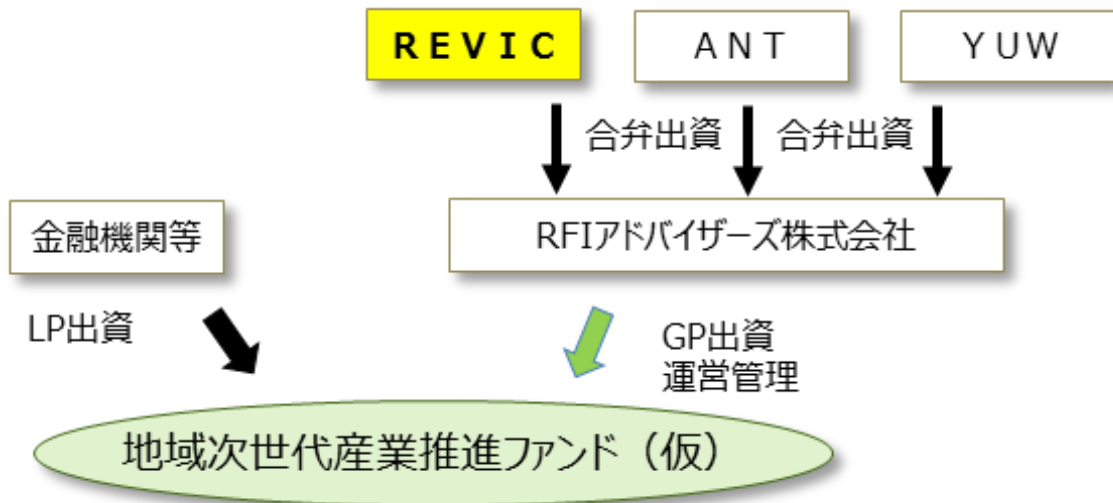 REVIC
ANT
YUW
合弁出資
合弁出資
金融機関等
RFIアドバイザーズ株式会社
LP出資
GP出資
運営管理
地域次世代産業推進ファンド（仮）